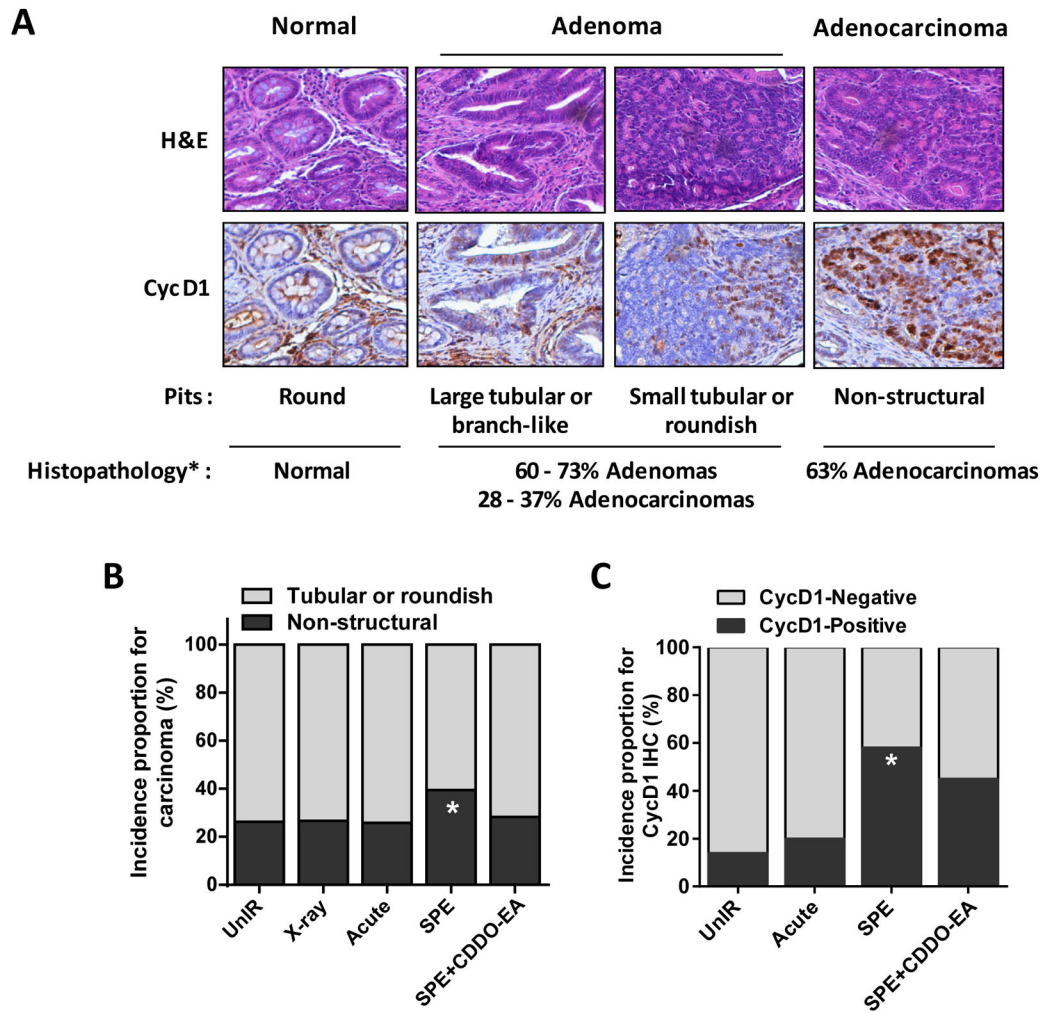 A
Normal
Adenoma
Adenocarcinoma
H&E
CycD1
Pits :
Round
Large tubular or
branch-like
Small tubular or
roundish
Non-structural
Histopathology* :
Normal
60 - 73% Adenomas
28 - 37% Adenocarcinomas
63% Adenocarcinomas
B
Tubular or roundish
Non-structural
Incidence proportion for
carcinoma (%)
100
80
60
40
20
0
*
UnIR
X-ray
Acute
SPE
SPE+CDDO-EA
C
CycD1-Negative
CycD1-Positive
Incidence proportion for
CycD1 IHC (%)
100
80
60
40
20
0
*
UnIR
Acute
SPE
SPE+CDDO-EA